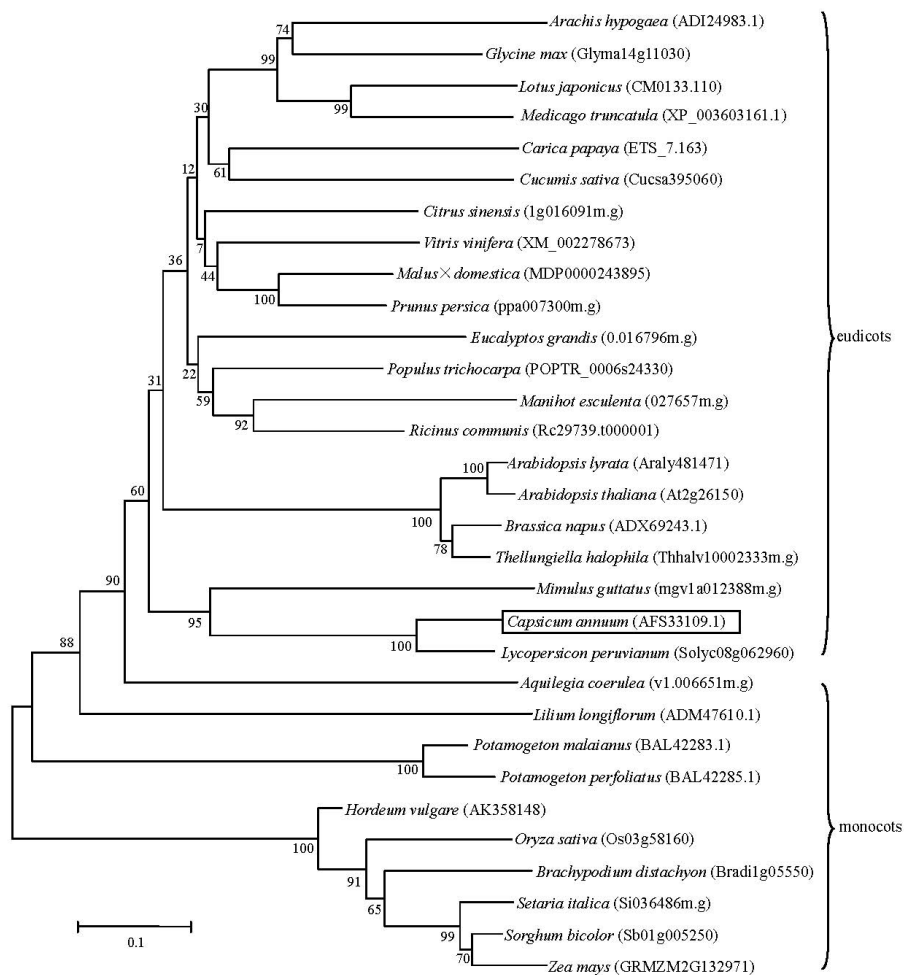 Arachis hypogaea (ADI24983.1)
Glycine max (Glyma14g11030)
Lotus japonicus (CM0133.110)
Medicago truncatula (XP_003603161.1)
Carica papaya (ETS_7.163)
Cucumis sativa (Cucsa395060)
Citrus sinensis (1g016091m.g)
Vitris vinifera (XM_002278673)
Malus×domestica (MDP0000243895)
Prunus persica (ppa007300m.g)
Eucalyptos grandis (0.016796m.g)
Populus trichocarpa (POPTR_0006s24330)
Manihot esculenta (027657m.g)
Ricinus communis (Rc29739.t000001)
Arabidopsis lyrata (Araly481471)
Arabidopsis thaliana (At2g26150)
Brassica napus (ADX69243.1)
Thellungiella halophila (Thhalv10002333m.g)
Mimulus guttatus (mgv1a012388m.g)
Capsicum annuum (AFS33109.1)
Lycopersicon peruvianum (Solyc08g062960)
Aquilegia coerulea (v1.006651m.g)
Lilium longiflorum (ADM47610.1)
Potamogeton malaianus (BAL42283.1)
Potamogeton perfoliatus (BAL42285.1)
Hordeum vulgare (AK358148)
Oryza sativa (Os03g58160)
Brachypodium distachyon (Bradi1g05550)
Setaria italica (Si036486m.g)
Sorghum bicolor (Sb01g005250)
Zea mays (GRMZM2G132971)
eudicots
monocots
74
99
99
30
61
12
7
44
100
36
22
59
92
31
100
100
78
60
95
100
90
88
100
100
91
65
99
70
0.1